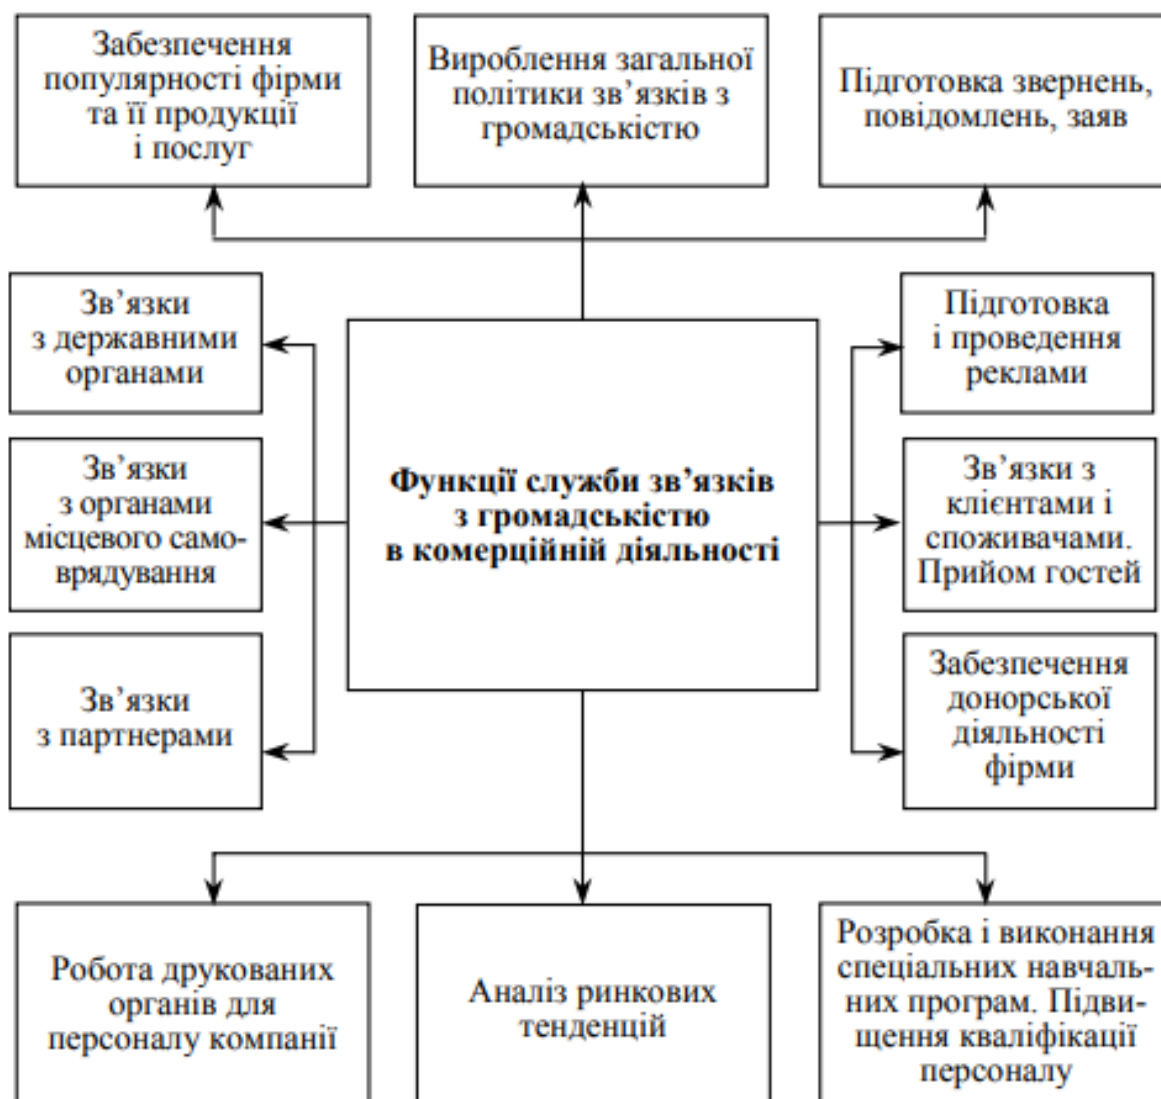 Забезпечення
популярності фірми
та її продукції
і послуг
Вироблення загальної
політики зв’язків з
громадськістю
Підготовка звернень,
повідомлень, заяв
Зв’язки
з державними
органами
Зв’язки
з органами
місцевого само-
врядування
Зв’язки
з партнерами
Функції служби зв’язків
з громадськістю
в комерційній діяльності
Підготовка
і проведення
реклами
Зв’язки з
клієнтами і
споживачами.
Прийом гостей
Забезпечення
донорської
діяльності
фірми
Робота друкованих
органів для
персоналу компанії
Аналіз ринкових
тенденцій
Розробка і виконання
спеціальних навчаль-
них програм. Підви-
щення кваліфікації
персоналу